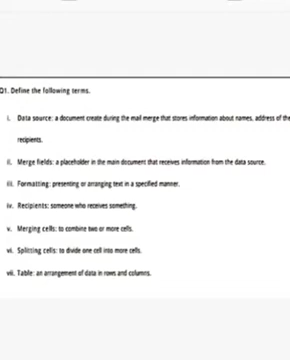 Q1. Define the following terms.
i. Data source: a document create during the mail merge that stores information about names, address of the
recipients.
ii. Merge fields: a placeholder in the main document that receives information from the data source.
iii. Formatting: presenting or arranging text in a specified manner.
iv. Recipients: someone who receives something.
v. Merging cells: to combine two or more cells.
vi. Splitting cells: to divide one cell into more cells.
vii. Table: an arrangement of data in rows and columns.